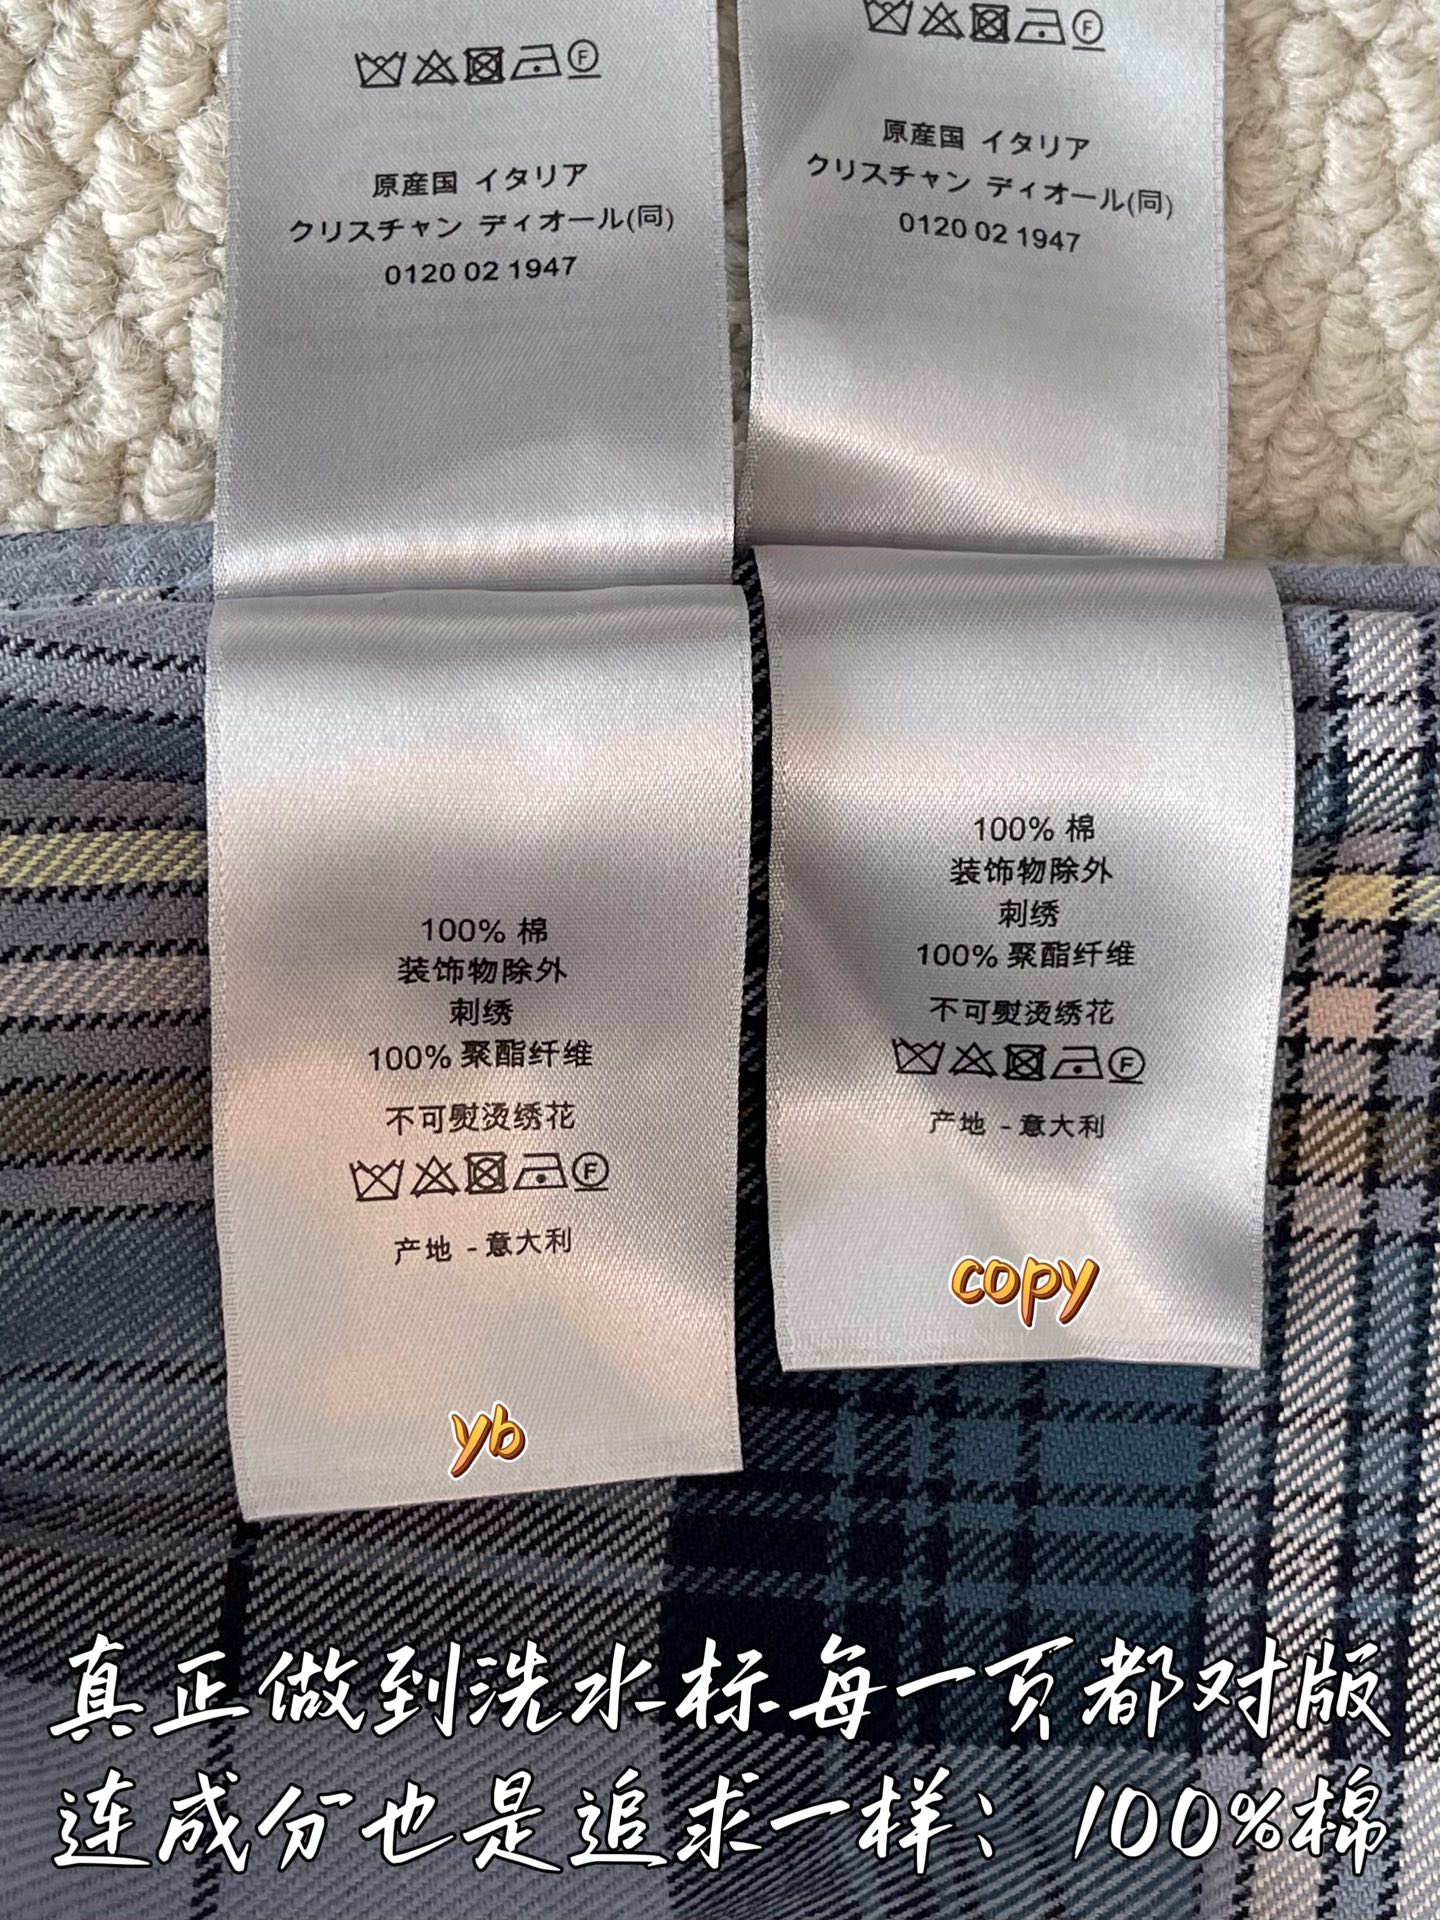 原産国 イタリア
クリスチャン ディオール(同)
0120 02 1947
100% 棉
装饰物除外
刺绣
100% 聚酯纤维
不可熨烫绣花
F
产地 - 意大利
yb
F
原産国 イタリア
クリスチャン ディオール(同)
0120 02 1947
100% 棉
装饰物除外
刺绣
100% 聚酯纤维
不可熨烫绣花
F
产地 - 意大利
copy
真正做到洗水标每一页都对版
连成分也是追求一样：100%棉